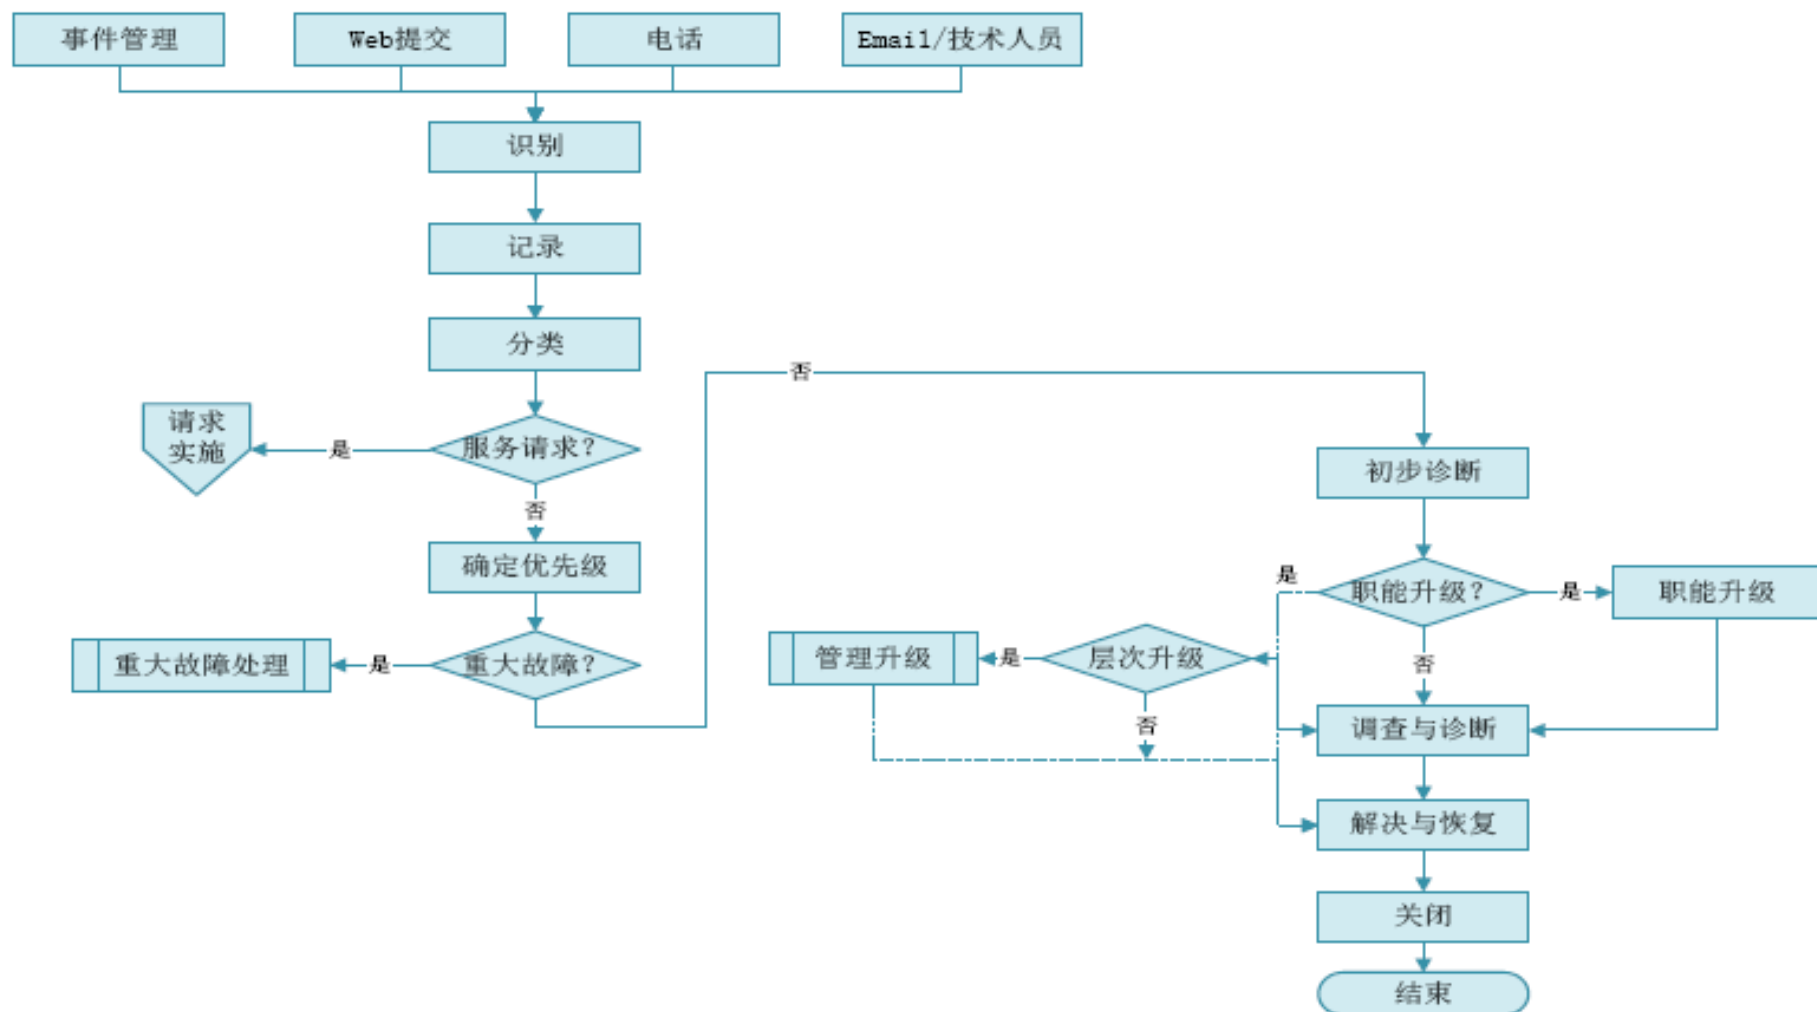 事件管理
Web提交
电话
Email/技术人员
识别
记录
分类
否
请求
实施
是
服务请求？
初步诊断
否
确定优先级
是
职能升级？
是
职能升级
重大故障处理
是
重大故障？
管理升级
是
层次升级
否
否
调查与诊断
解决与恢复
关闭
结束